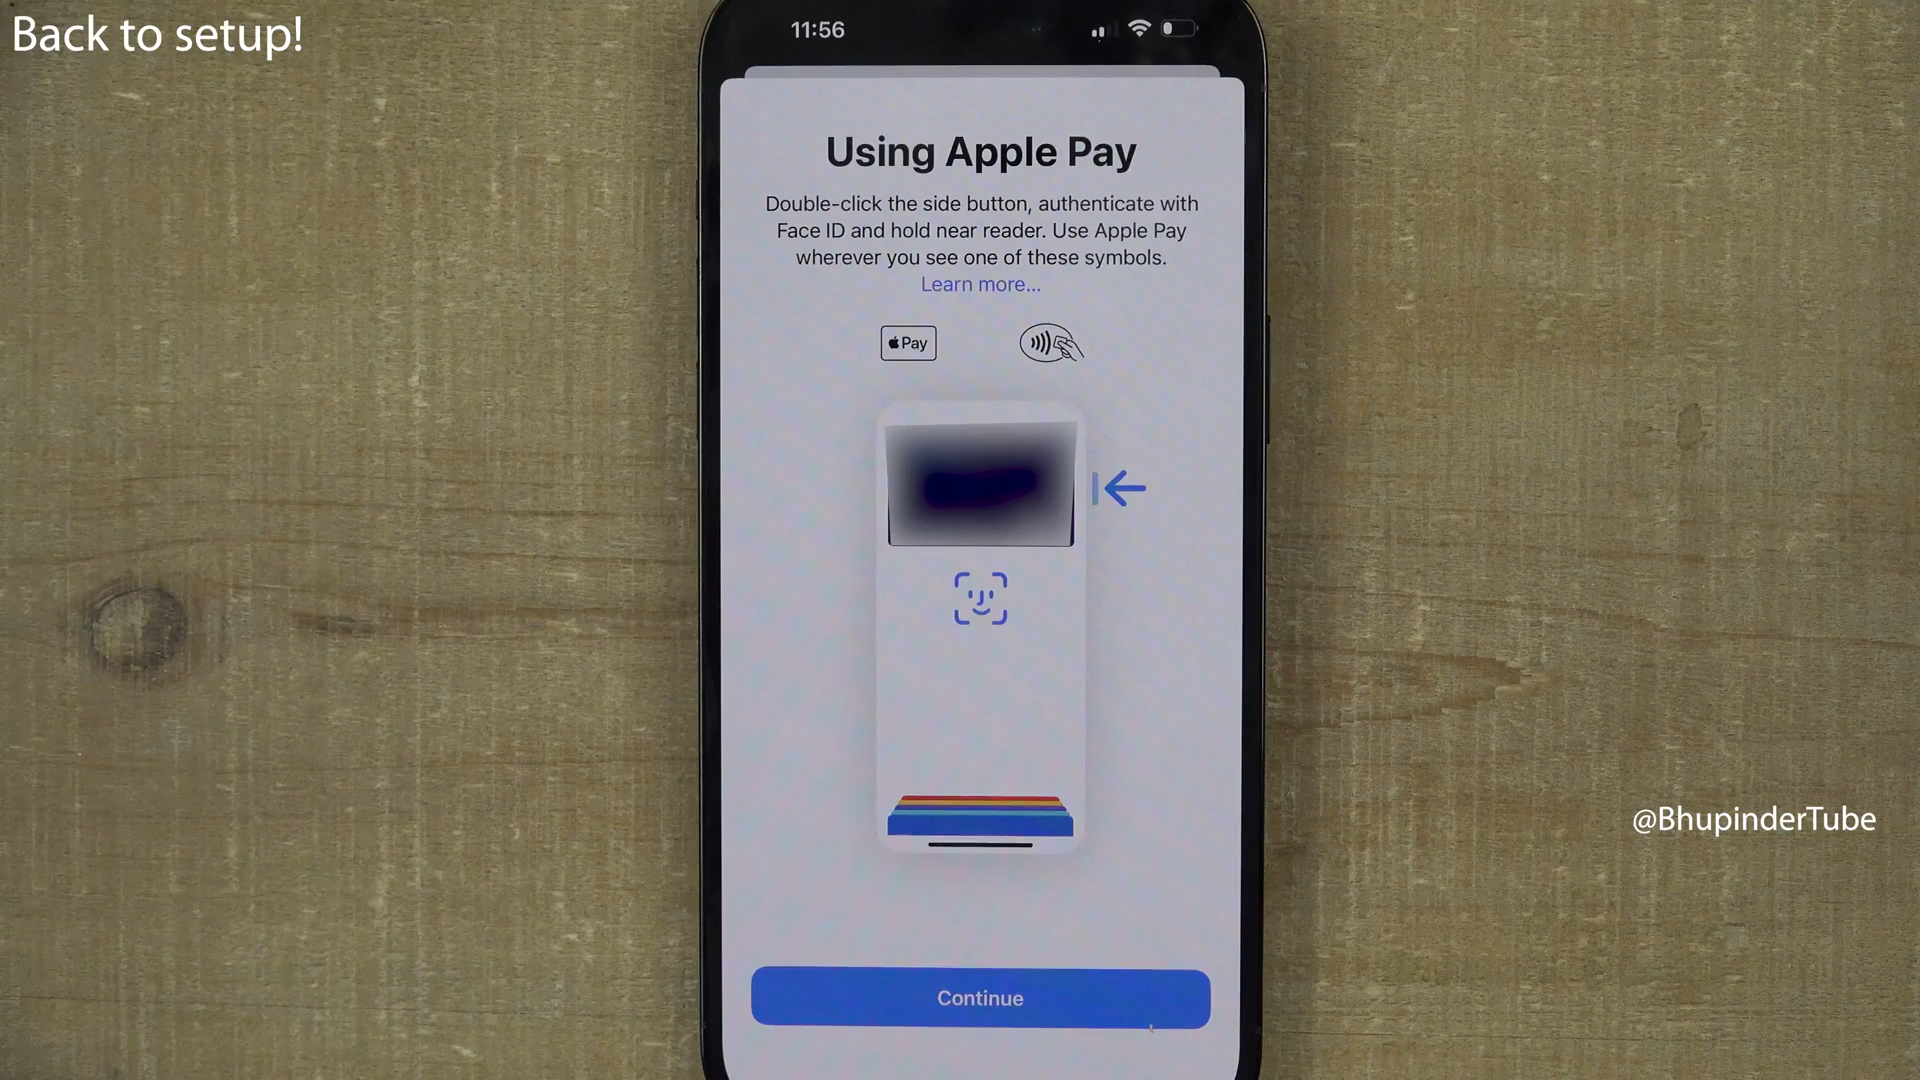 Back to setup!
11:56
Using Apple Pay
Double-click the side button, authenticate with
Face ID and hold near reader. Use Apple Pay
wherever you see one of these symbols.
Learn more...
Pay
@BhupinderTube
Continue